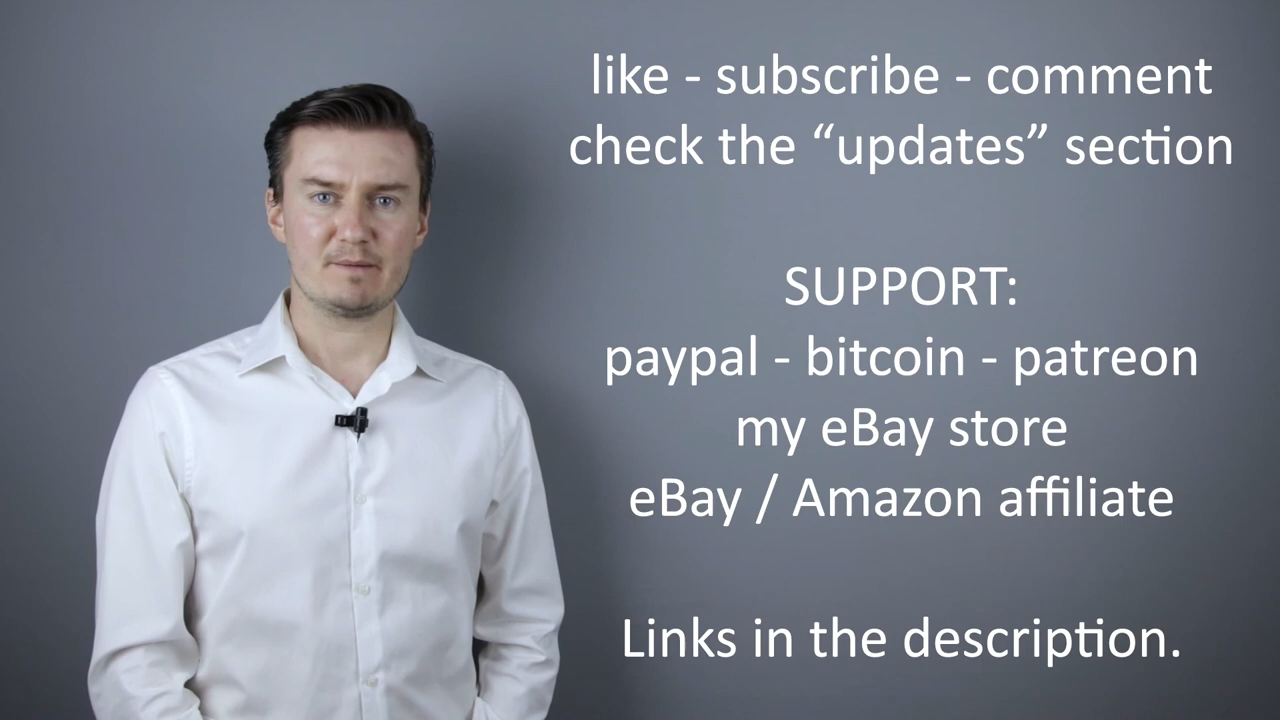 like - subscribe - comment
check the “updates” section
SUPPORT:
paypal - bitcoin - patreon
my eBay store
eBay / Amazon affiliate
Links in the description.